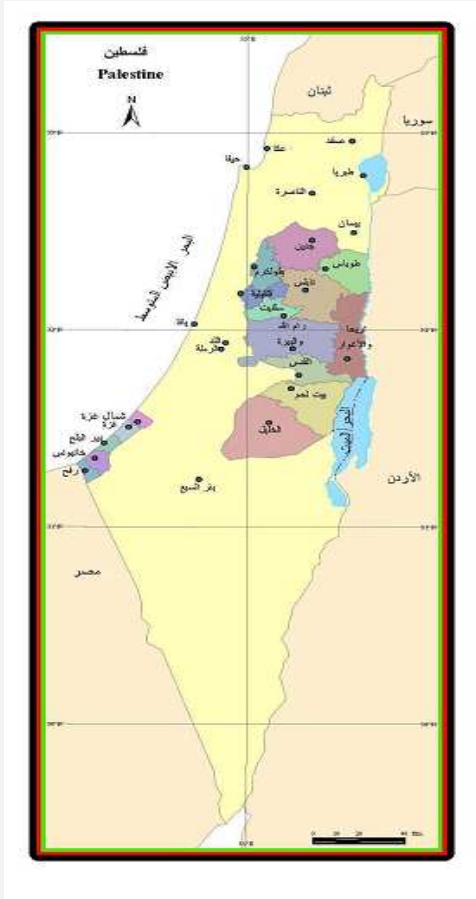 فلسطين
Palestine
N
لبنان
سوريا
صفد
عكا
حيفا
طبريا
الناصرة
بيسان
البحر الابيض المتوسط
جنين
طوباس
طولكرم
نابلس
قلقيلية
سلفيت
يافا
رام الله
والبيرة
أريحا
والأغوار
اللد
الرملة
القدس
بيت لحم
البحر الميت
شمال غزة
غزة
دير البلح
خانيونس
رفح
الخليل
بئر السبع
الأردن
مصر